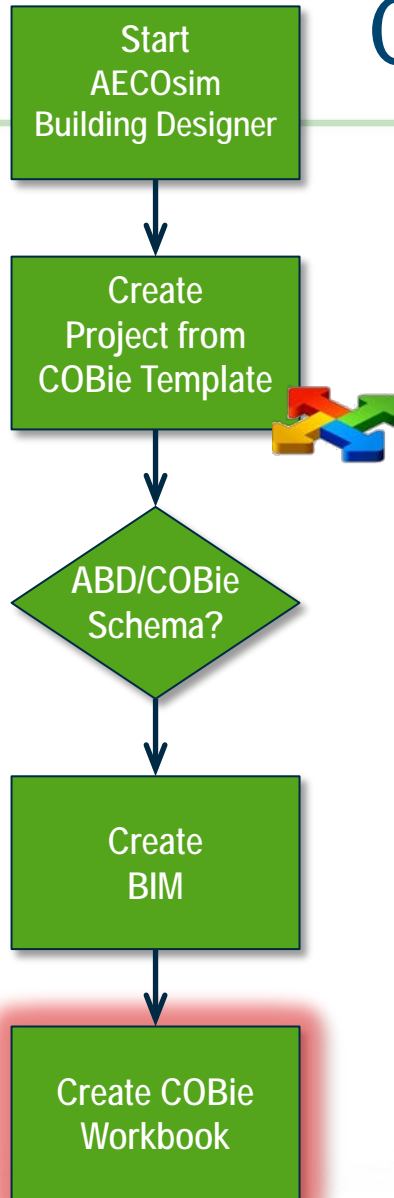 Start
AECOsim
Building Designer
Create
Project from
COBie Template
ABD/COBie
Schema?
Create
BIM
Create COBie
Workbook